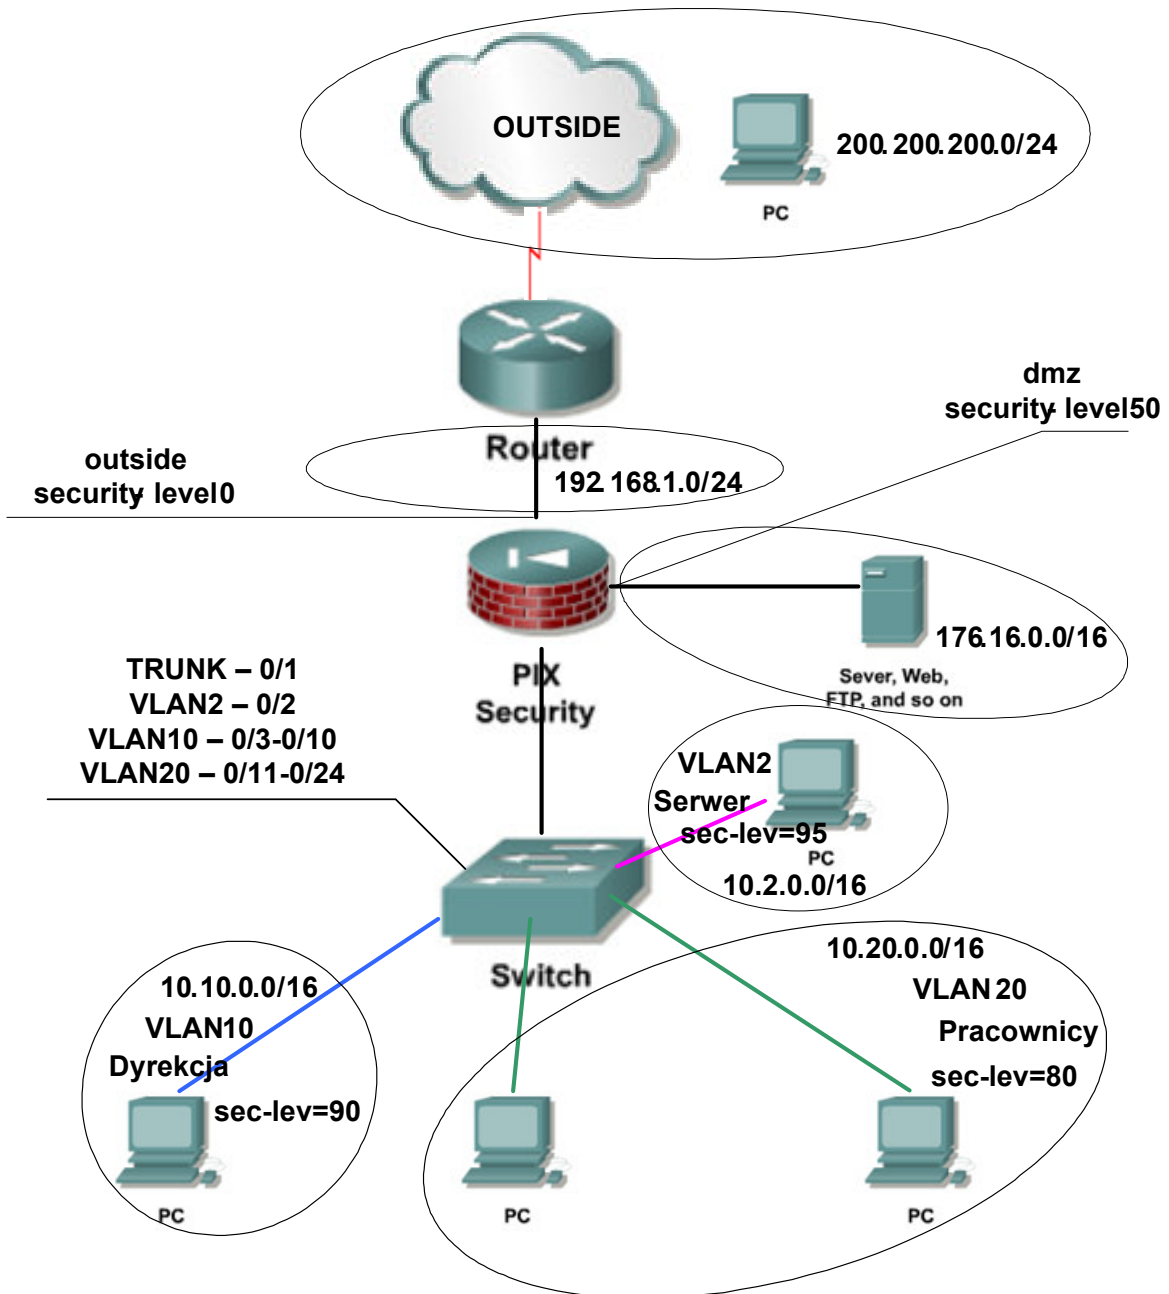 OUTSIDE
200.200.200.0/24
PC
Router
192.168.1.0/24
outside
security- level0
dmz
security- level50
PIX
Security
176.16.0.0/16
Sever, Web,
FTP, and so on
TRUNK – 0/1
VLAN2 – 0/2
VLAN10 – 0/3-0/10
VLAN20 – 0/11-0/24
VLAN2
Serwer
sec-lev=95
PC
10.2.0.0/16
Switch
10.10.0.0/16
VLAN10
Dyrekcja
sec-lev=90
PC
10.20.0.0/16
VLAN 20
Pracownicy
sec-lev=80
PC
PC